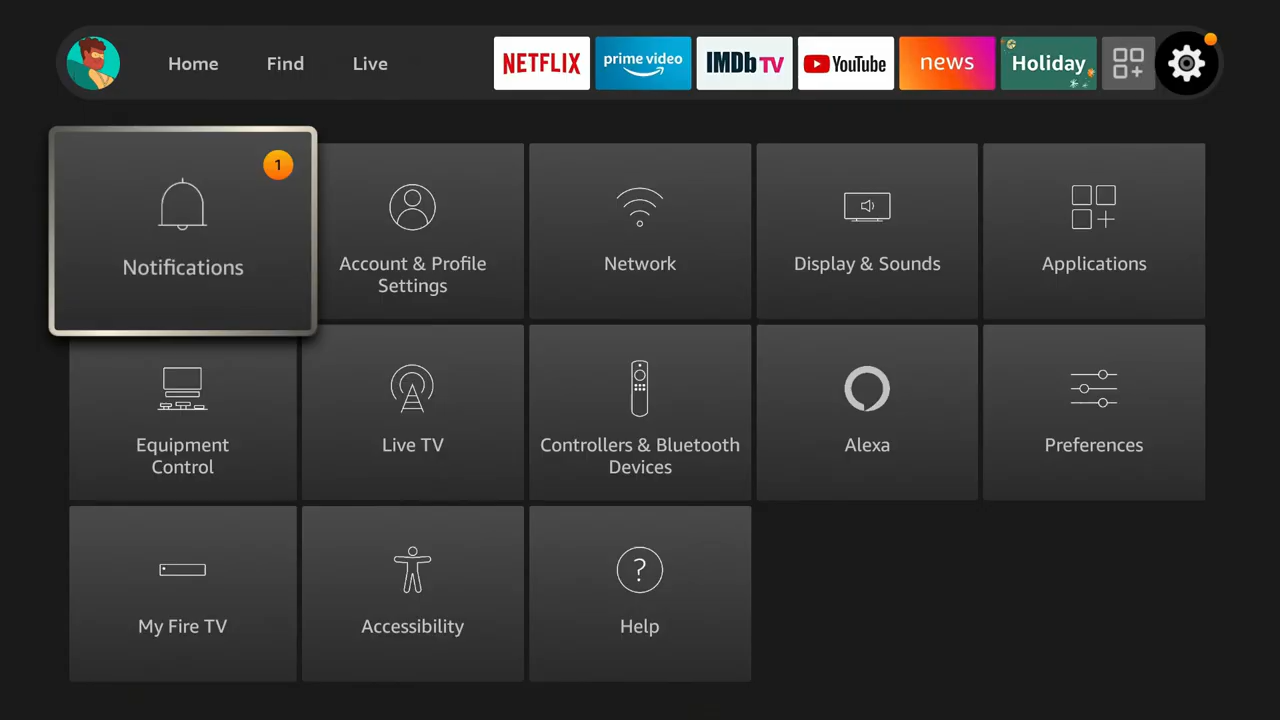 Home
Find
Live
NETFLIX
prime video
IMDb TV
YouTube
news
Holiday
1
Notifications
Account & Profile
Settings
Network
Display & Sounds
Applications
Equipment
Control
Live TV
Controllers & Bluetooth
Devices
Alexa
Preferences
My Fire TV
Accessibility
?
Help